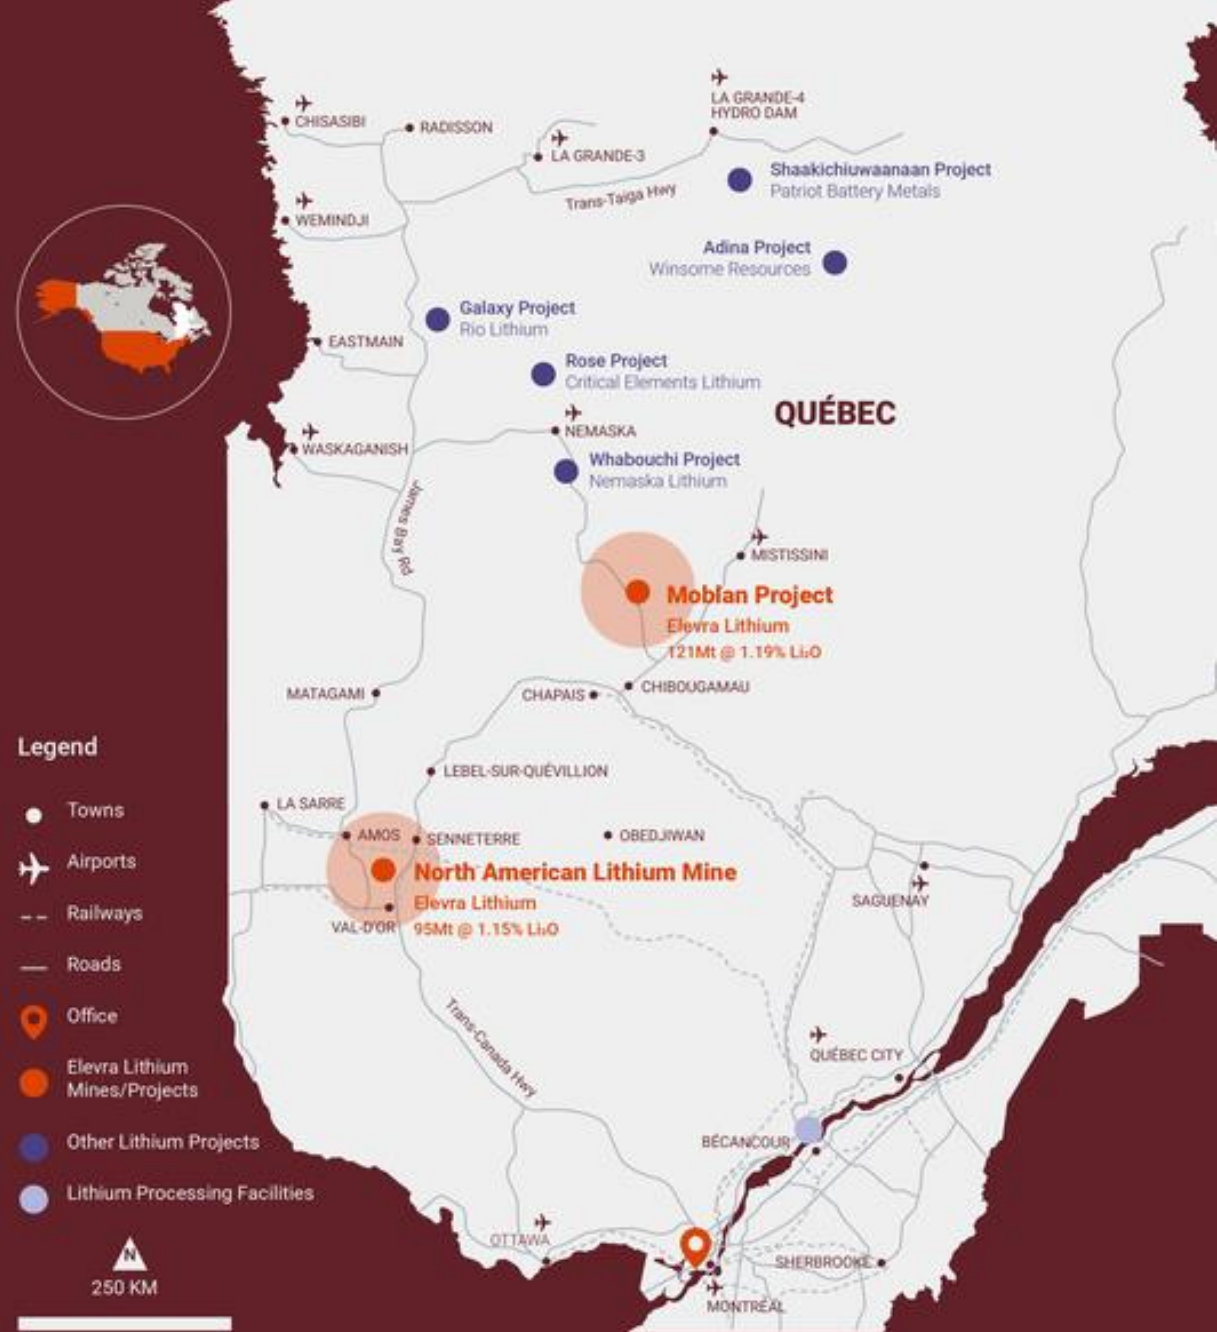 LA GRANDE-4
HYDRO DAM
CHISASIBI
RADISSON
LA GRANDE-3
Shaakichiuwaanaan Project
Patriot Battery Metals
Trans-Taiga Hwy
WEMINDJI
Adina Project
Winsome Resources
Galaxy Project
Rio Lithium
EASTMAIN
Rose Project
Critical Elements Lithium
QUÉBEC
NEMASKA
WASKAGANISH
Whabouchi Project
Nemaska Lithium
James Bay Rd
MISTISSINI
Moblan Project
Elevra Lithium
121Mt @ 1.19% Li₂O
MATAGAMI
CHAPAIS
CHIBOUGAMAU
LEBEL-SUR-QUÉVILLION
LA SARRE
AMOS
SENNETERRE
OBEDJIWAN
North American Lithium Mine
Elevra Lithium
95Mt @ 1.15% Li₂O
VAL-D'OR
SAGUENAY
Trans-Canada Hwy
QUÉBEC CITY
BÉCANCOUR
OTTAWA
SHERBROOKE
MONTRÉAL
Legend
Towns
Airports
Railways
Roads
Office
Elevra Lithium
Mines/Projects
Other Lithium Projects
Lithium Processing Facilities
N
250 KM